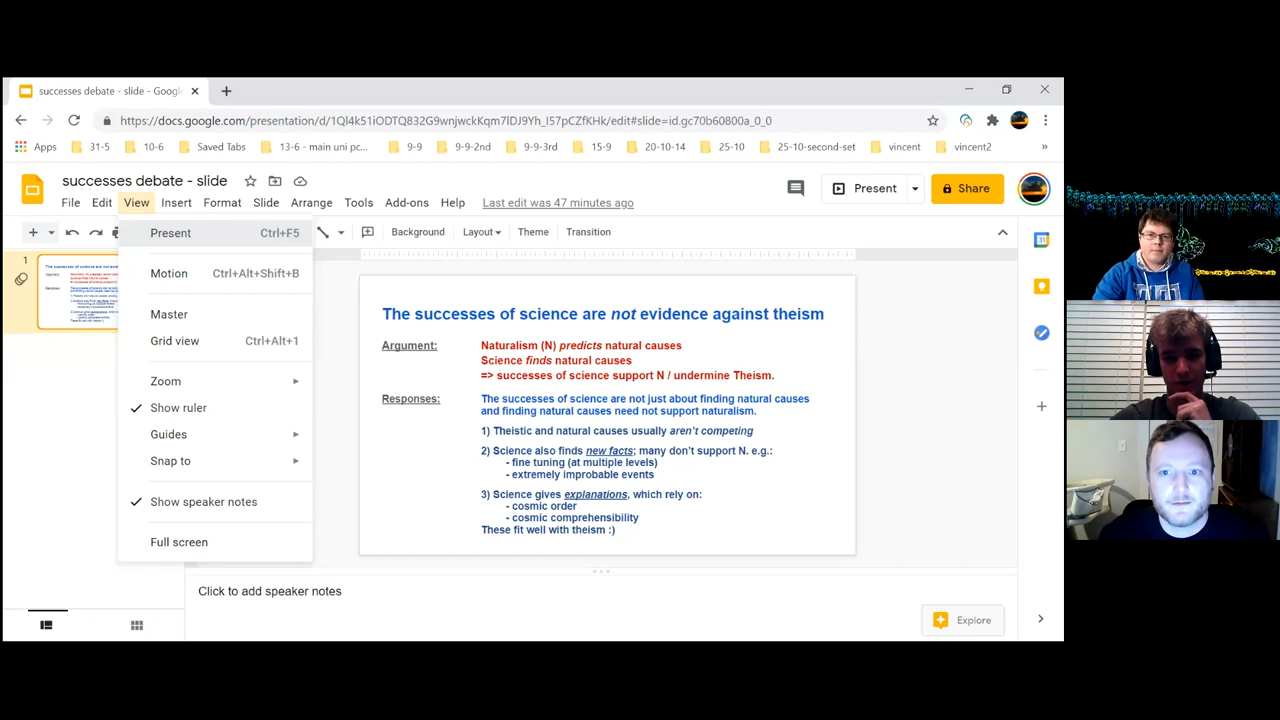 successes debate - slide - Googl
https://docs.google.com/presentation/d/1Ql4k51iODTQ832G9wnjwckKqm7IDJ9Yh_I57pCZfKHk/edit#slide=id.gc70b60800a_0_0
Apps 31-5 10-6 Saved Tabs 13-6 - main uni pc... 9-9 9-9-2nd 9-9-3rd 15-9 20-10-14 25-10 25-10-second-set vincent vincent2 »
successes debate - slide
Present
Share
File Edit View Insert Format Slide Arrange Tools Add-ons Help Last edit was 47 minutes ago
Background Layout Theme Transition
Present Ctrl+F5
Motion Ctrl+Alt+Shift+B
Master
Grid view Ctrl+Alt+1
Zoom
Show ruler
Guides
Snap to
Show speaker notes
Full screen
1
The successes of science are not evidence against theism
Argument: Naturalism (N) predicts natural causes
Science finds natural causes
=> successes of science support N / undermine Theism.
Responses: The successes of science are not just about finding natural causes
and finding natural causes need not support naturalism.
1) Theistic and natural causes usually aren’t competing
2) Science also finds new facts; many don’t support N. e.g.:
- fine tuning (at multiple levels)
- extremely improbable events
3) Science gives explanations, which rely on:
- cosmic order
- cosmic comprehensibility
These fit well with theism :)
Click to add speaker notes
Explore
31